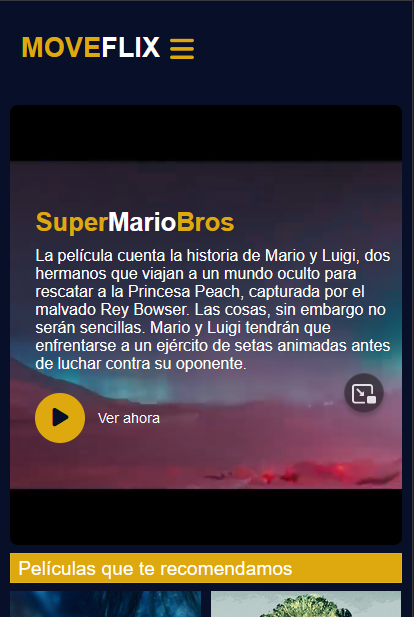 MOVEFLIX
SuperMarioBros
La película cuenta la historia de Mario y Luigi, dos
hermanos que viajan a un mundo oculto para
rescatar a la Princesa Peach, capturada por el
malvado Rey Bowser. Las cosas, sin embargo no
serán sencillas. Mario y Luigi tendrán que
enfrentarse a un ejército de setas animadas antes
de luchar contra su oponente.
Ver ahora
Películas que te recomendamos